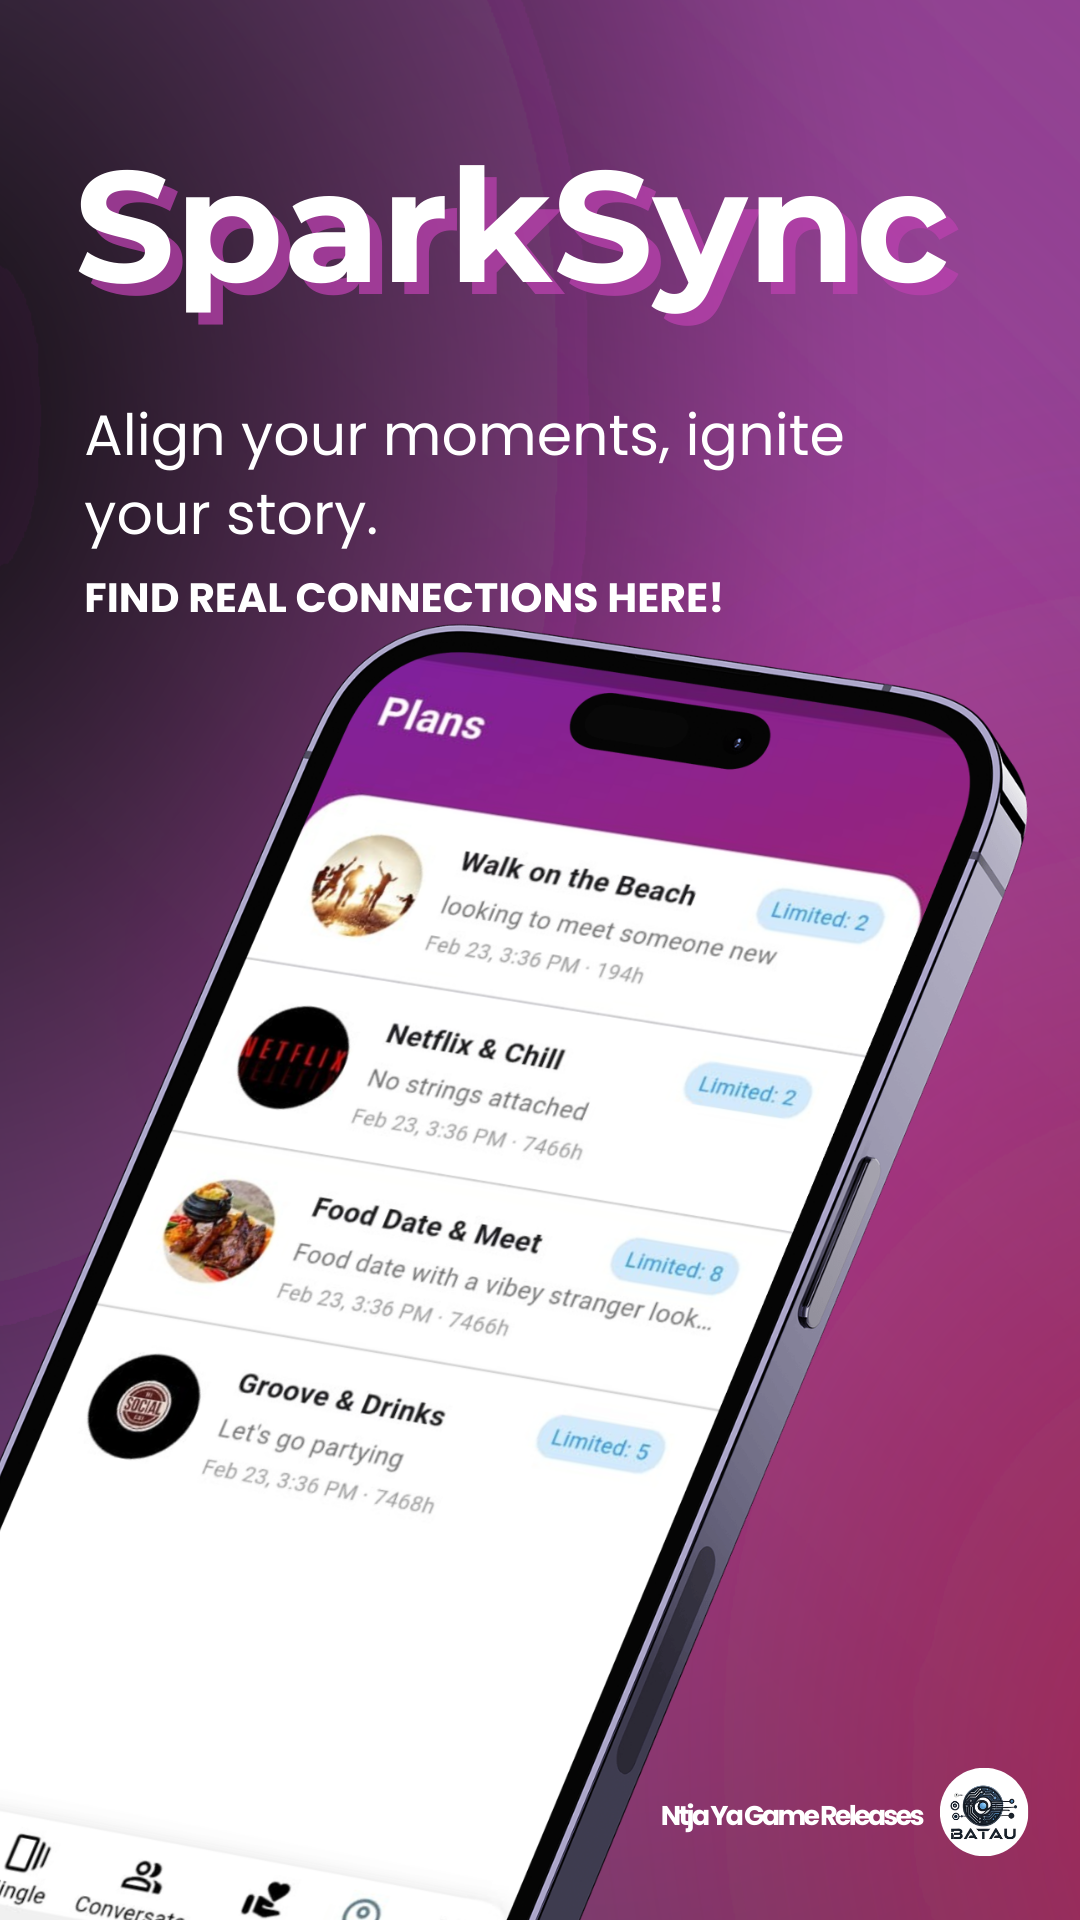 SparkSync
Align your moments, ignite
your story.
FIND REAL CONNECTIONS HERE!
Plans
Walk on the Beach
Limited: 2
looking to meet someone new
Feb 23, 3:36 PM · 194h
NETFLIX
Netflix & Chill
Limited: 2
No strings attached
Feb 23, 3:36 PM · 7466h
Food Date & Meet
Limited: 8
Food date with a vibey stranger look...
Feb 23, 3:36 PM · 7466h
SOCIAL
Groove & Drinks
Limited: 5
Let's go partying
Feb 23, 3:36 PM · 7468h
Ntja Ya Game Releases
BATAU